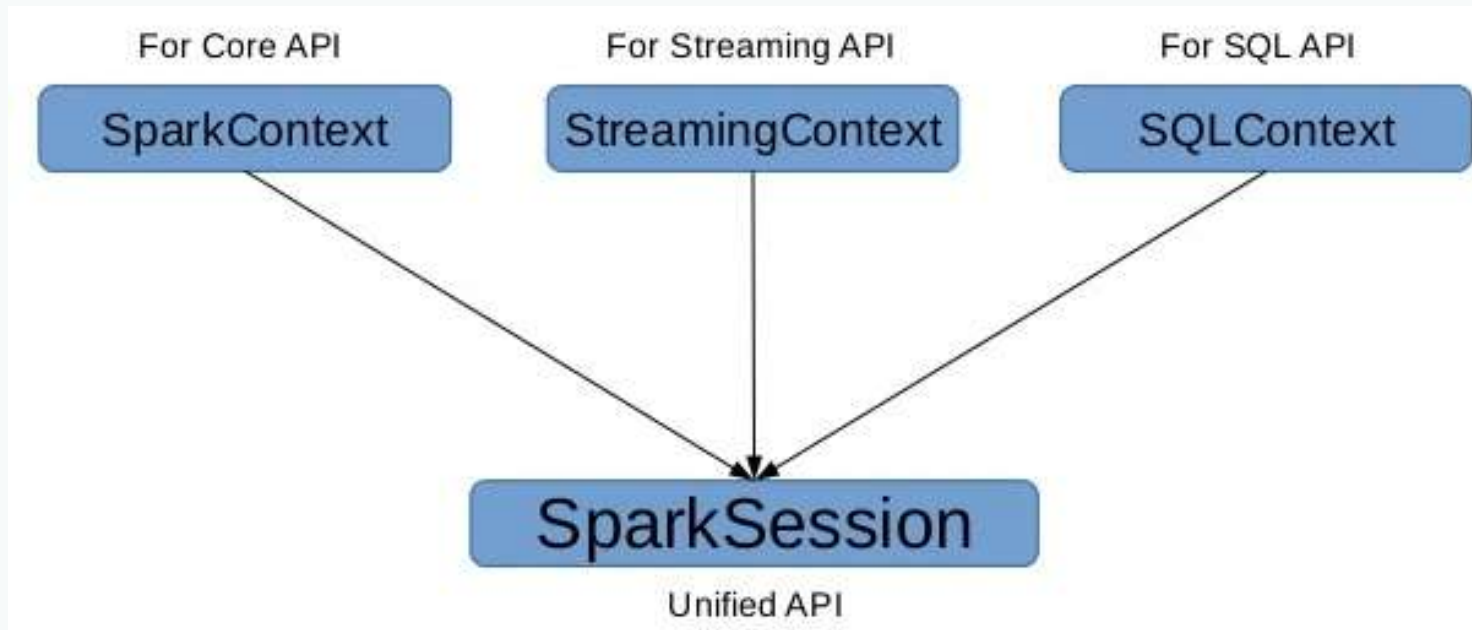 For Core API
For Streaming API
For SQL API
SparkContext
StreamingContext
SQLContext
SparkSession
Unified API